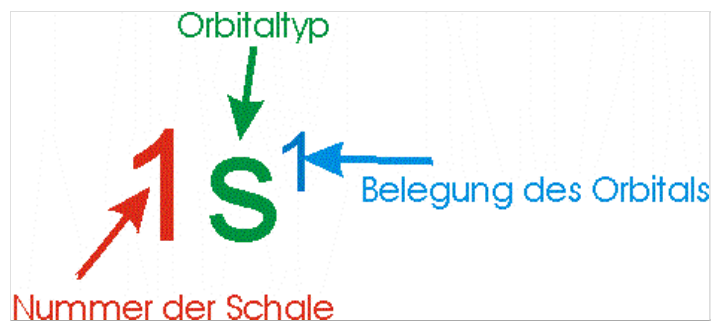 Orbitaltyp
1s¹
Belegung des Orbitals
Nummer der Schale